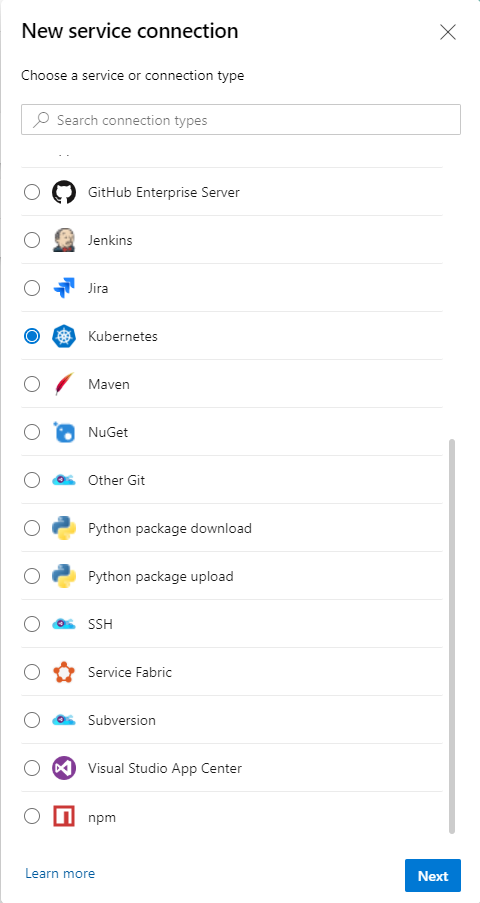 New service connection
Choose a service or connection type
Search connection types
GitHub Enterprise Server
Jenkins
Jira
Kubernetes
Maven
NuGet
Other Git
Python package download
Python package upload
SSH
Service Fabric
Subversion
Visual Studio App Center
npm
Learn more
Next